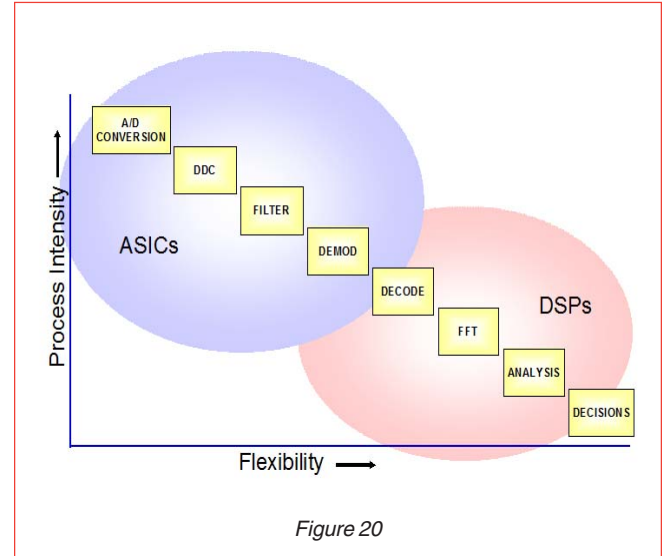 Process Intensity
A/D
CONVERSION
DDC
FILTER
ASICs
DEMOD
DECODE
DSPs
FFT
ANALYSIS
DECISIONS
Flexibility
Figure 20